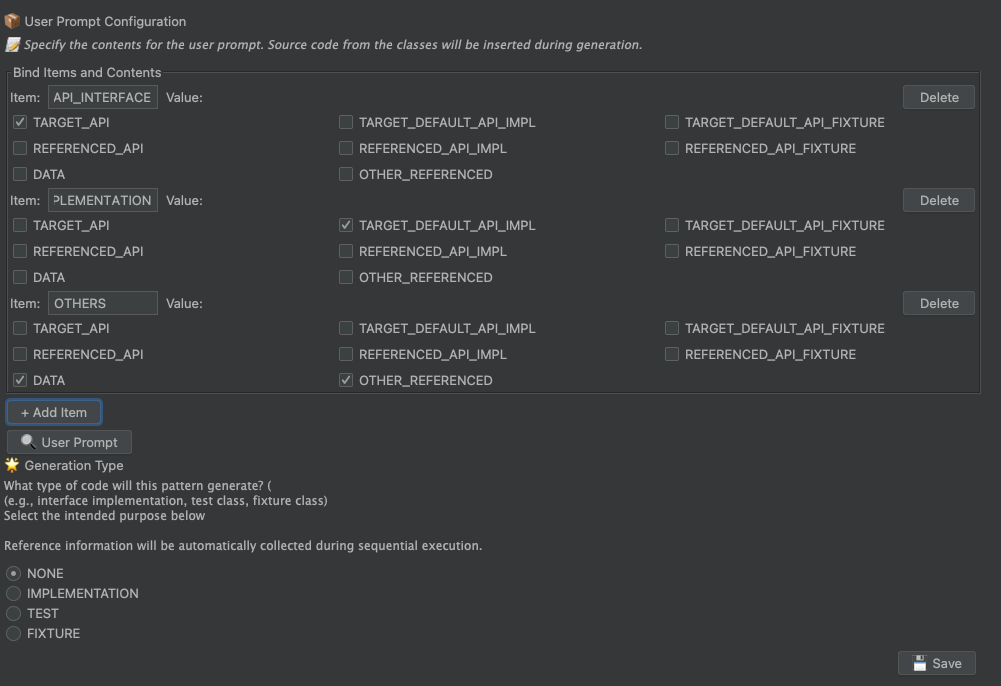 User Prompt Configuration
Specify the contents for the user prompt. Source code from the classes will be inserted during generation.
Bind Items and Contents
Item: API_INTERFACE Value: Delete
TARGET_API TARGET_DEFAULT_API_IMPL TARGET_DEFAULT_API_FIXTURE
REFERENCED_API REFERENCED_API_IMPL REFERENCED_API_FIXTURE
DATA OTHER_REFERENCED
Item: PLEMENTATION Value: Delete
TARGET_API TARGET_DEFAULT_API_IMPL TARGET_DEFAULT_API_FIXTURE
REFERENCED_API REFERENCED_API_IMPL REFERENCED_API_FIXTURE
DATA OTHER_REFERENCED
Item: OTHERS Value: Delete
TARGET_API TARGET_DEFAULT_API_IMPL TARGET_DEFAULT_API_FIXTURE
REFERENCED_API REFERENCED_API_IMPL REFERENCED_API_FIXTURE
DATA OTHER_REFERENCED
+ Add Item
User Prompt
Generation Type
What type of code will this pattern generate? (
(e.g., interface implementation, test class, fixture class)
Select the intended purpose below
Reference information will be automatically collected during sequential execution.
NONE
IMPLEMENTATION
TEST
FIXTURE
Save